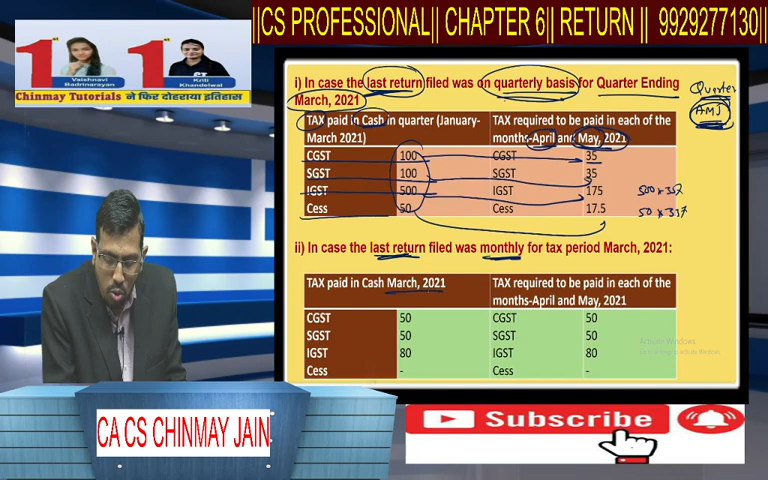 ||CS PROFESSIONAL|| CHAPTER 6|| RETURN || 9929277130||
1st
Vaishnavi
Badrinarayan
1st
Krili
Khandelwal
Chinmay Tutorials ने फिर दोहराया इतिहास
i) In case the last return filed was on quarterly basis for Quarter Ending
March, 2021
TAX paid in Cash in quarter (January-
March 2021)
TAX required to be paid in each of the
months-April and May, 2021
CGST 100 CGST 35
SGST 100 SGST 35
IGST 500 IGST 175
Cess 50 Cess 17.5
Quarter
AMJ
ii) In case the last return filed was monthly for tax period March, 2021:
TAX paid in Cash March, 2021
TAX required to be paid in each of the
months-April and May, 2021
CGST 50 CGST 50
SGST 50 SGST 50
IGST 80 IGST 80
Cess - Cess -
Activate Windows
CA CS CHINMAY JAIN
Subscribe